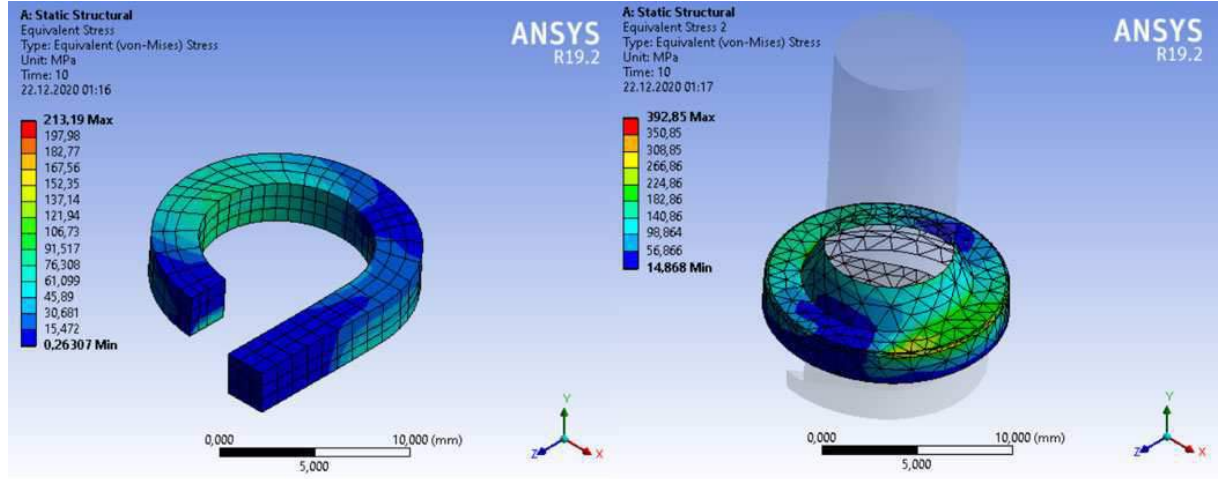 A: Static Structural
Equivalent Stress
Type: Equivalent (von-Mises) Stress
Unit: MPa
Time: 10
22.12.2020 01:16
ANSYS
R19.2
213,19 Max
197,98
182,77
167,56
152,35
137,14
121,94
106,73
91,517
76,308
61,099
45,89
30,681
15,472
0,26307 Min
0,000
10,000 (mm)
5,000
Y
Z
X
A: Static Structural
Equivalent Stress 2
Type: Equivalent (von-Mises) Stress
Unit: MPa
Time: 10
22.12.2020 01:17
ANSYS
R19.2
392,85 Max
350,85
308,85
266,86
224,86
182,86
140,86
98,864
56,866
14,868 Min
0,000
10,000 (mm)
5,000
Y
Z
X